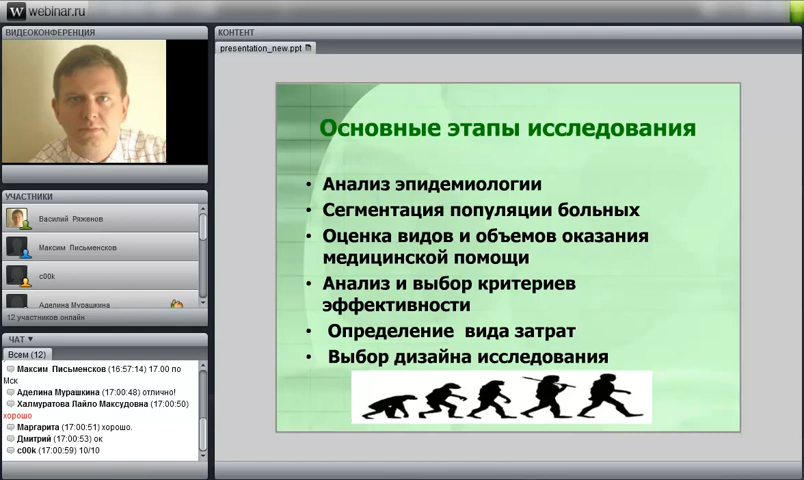 webinar.ru
ВИДЕОКОНФЕРЕНЦИЯ
УЧАСТНИКИ
Василий Ряженов
Максим Письменсков
c00k
Аделина Мурашкина
12 участников онлайн
ЧАТ
Всем (12)
Максим Письменсков (16:57:14) 17.00 по
Мск
Аделина Мурашкина (17:00:48) отлично!
Халмуратова Лайло Максудовна (17:00:50)
хорошо
Маргарита (17:00:51) хорошо.
Дмитрий (17:00:53) ок
c00k (17:00:59) 10/10
КОНТЕНТ
presentation_new.ppt
Основные этапы исследования
• Анализ эпидемиологии
• Сегментация популяции больных
• Оценка видов и объемов оказания
медицинской помощи
• Анализ и выбор критериев
эффективности
• Определение вида затрат
• Выбор дизайна исследования